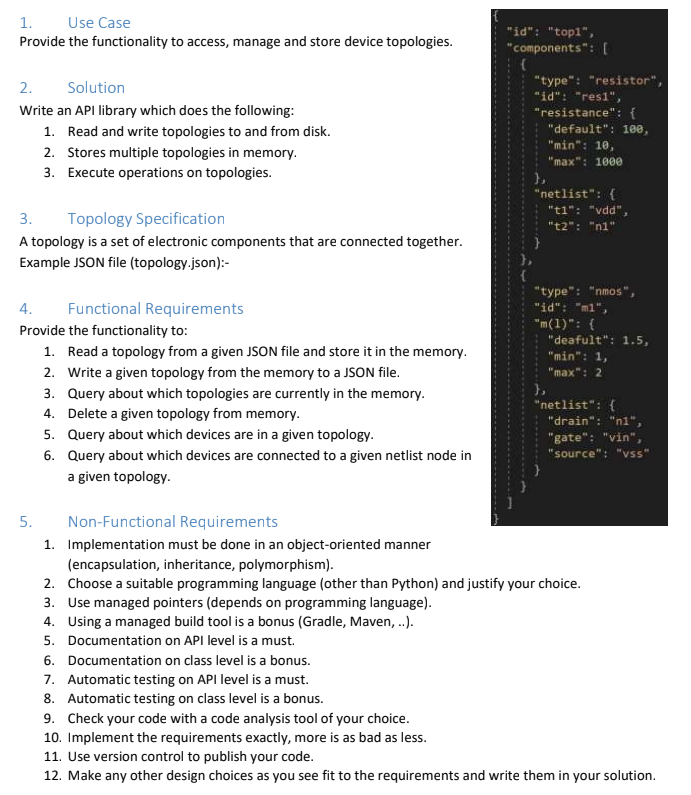 1. Use Case
Provide the functionality to access, manage and store device topologies.
2. Solution
Write an API library which does the following:
1. Read and write topologies to and from disk.
2. Stores multiple topologies in memory.
3. Execute operations on topologies.
3. Topology Specification
A topology is a set of electronic components that are connected together.
Example JSON file (topology.json):-
4. Functional Requirements
Provide the functionality to:
1. Read a topology from a given JSON file and store it in the memory.
2. Write a given topology from the memory to a JSON file.
3. Query about which topologies are currently in the memory.
4. Delete a given topology from memory.
5. Query about which devices are in a given topology.
6. Query about which devices are connected to a given netlist node in
a given topology.
{
"id": "top1",
"components": [
{
"type": "resistor",
"id": "res1",
"resistance": {
"default": 100,
"min": 10,
"max": 1000
},
"netlist": {
"t1": "vdd",
"t2": "n1"
}
},
{
"type": "nmos",
"id": "m1",
"m(l)": {
"deafult": 1.5,
"min": 1,
"max": 2
},
"netlist": {
"drain": "n1",
"gate": "vin",
"source": "vss"
}
}
]
}
5. Non-Functional Requirements
1. Implementation must be done in an object-oriented manner
(encapsulation, inheritance, polymorphism).
2. Choose a suitable programming language (other than Python) and justify your choice.
3. Use managed pointers (depends on programming language).
4. Using a managed build tool is a bonus (Gradle, Maven, ..).
5. Documentation on API level is a must.
6. Documentation on class level is a bonus.
7. Automatic testing on API level is a must.
8. Automatic testing on class level is a bonus.
9. Check your code with a code analysis tool of your choice.
10. Implement the requirements exactly, more is as bad as less.
11. Use version control to publish your code.
12. Make any other design choices as you see fit to the requirements and write them in your solution.